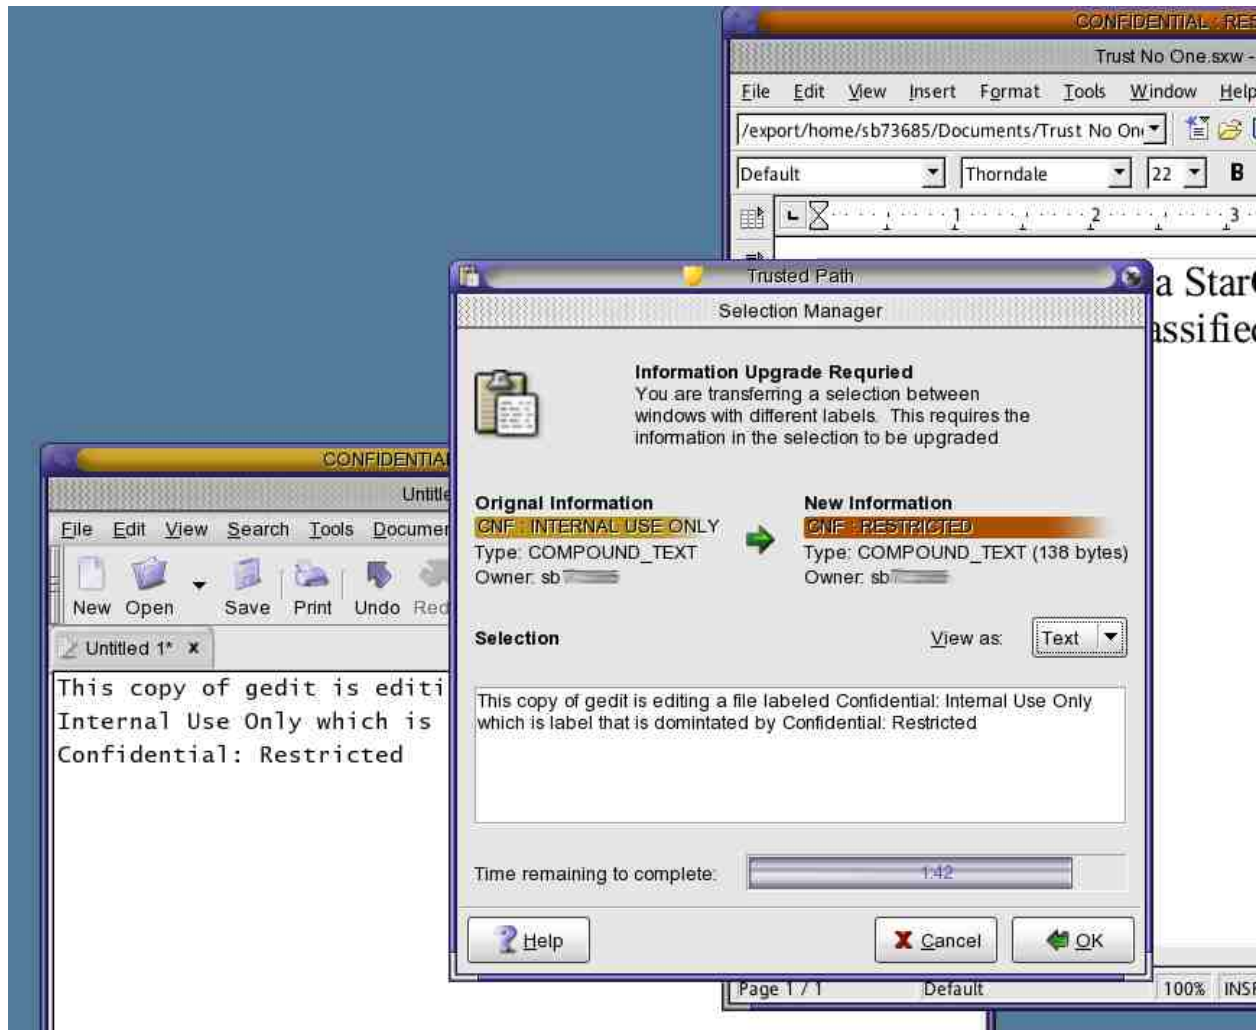 CONFIDENTIAL : RES
Trust No One.sxw -
File Edit View Insert Format Tools Window Help
/export/home/sb73685/Documents/Trust No On
Default Thorndale 22 B
1 2 3
a Star
assified
Trusted Path
Selection Manager
Information Upgrade Requried
You are transferring a selection between
windows with different labels. This requires the
information in the selection to be upgraded
Orignal Information New Information
CNF : INTERNAL USE ONLY CNF : RESTRICTED
Type: COMPOUND_TEXT Type: COMPOUND_TEXT (138 bytes)
Owner: sb Owner: sb
Selection View as: Text
This copy of gedit is editing a file labeled Confidential: Internal Use Only
which is label that is domintated by Confidential: Restricted
Time remaining to complete: 1:42
Help Cancel OK
CONFIDENTIAL
Untitle
File Edit View Search Tools Documen
New Open Save Print Undo Red
Untitled 1*
This copy of gedit is editi
Internal Use Only which is
Confidential: Restricted
Page 1 / 1 Default 100% INSR